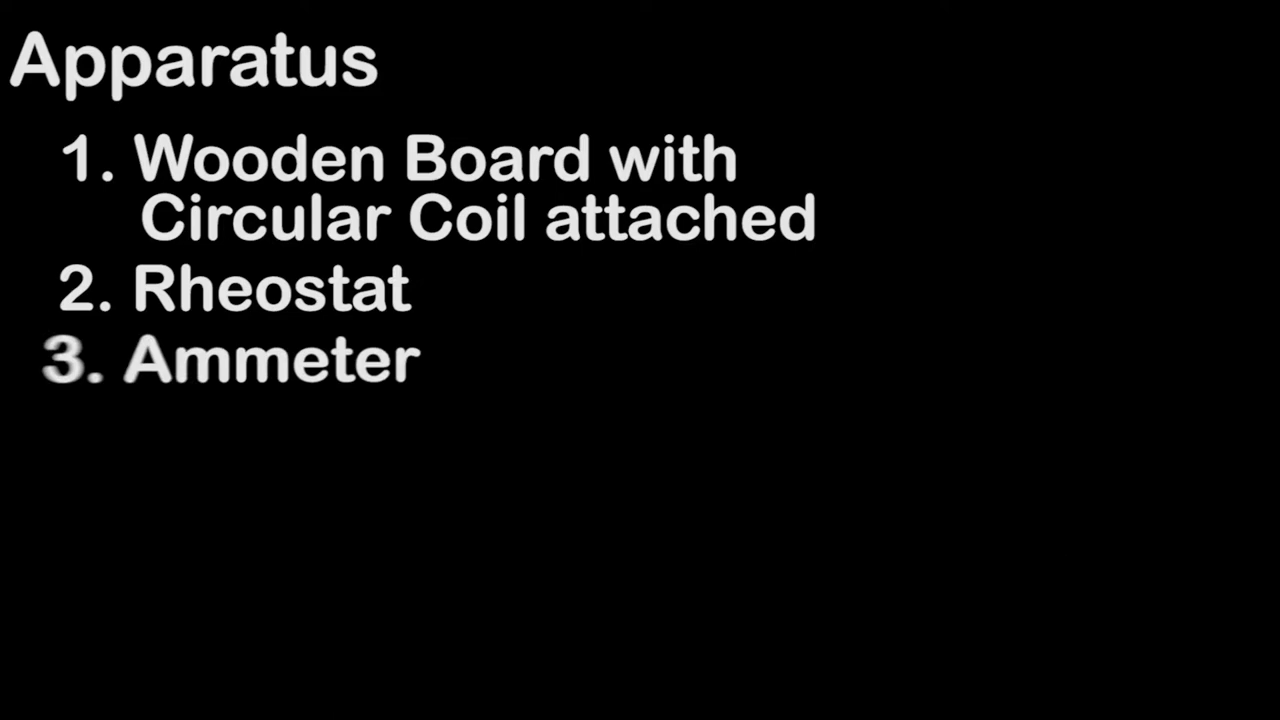 Apparatus
1. Wooden Board with
Circular Coil attached
2. Rheostat
3. Ammeter